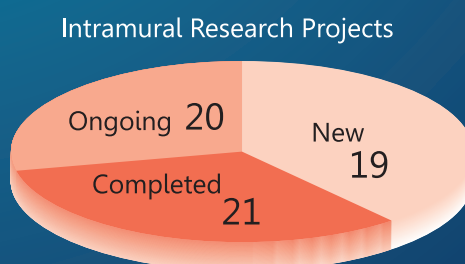 Intramural Research Projects
Ongoing 20
New
19
Completed
21